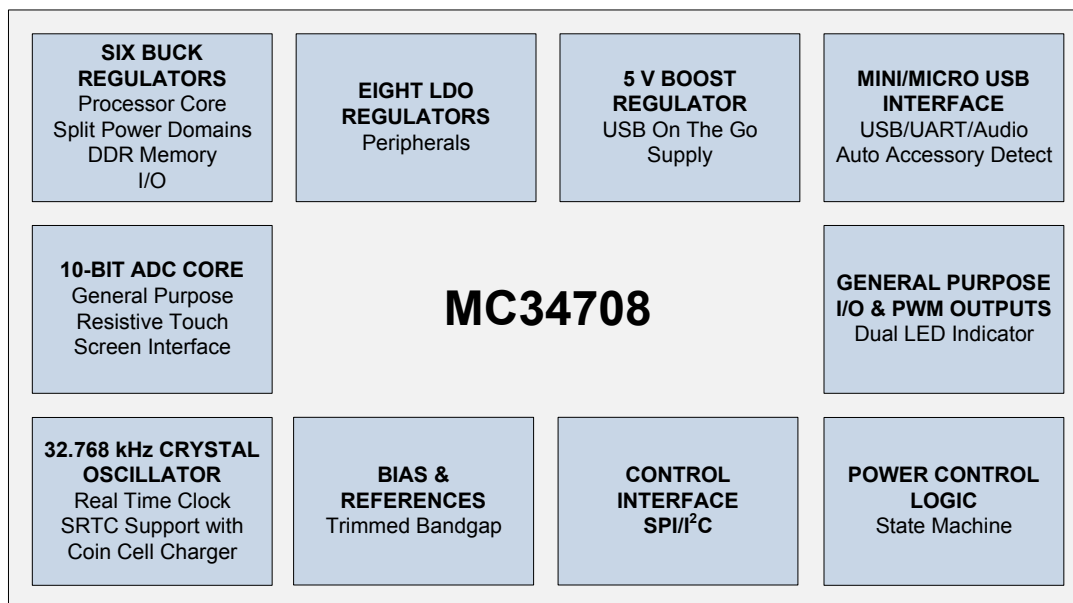 SIX BUCK
REGULATORS
Processor Core
Split Power Domains
DDR Memory
I/O
EIGHT LDO
REGULATORS
Peripherals
5 V BOOST
REGULATOR
USB On The Go
Supply
MINI/MICRO USB
INTERFACE
USB/UART/Audio
Auto Accessory Detect
10-BIT ADC CORE
General Purpose
Resistive Touch
Screen Interface
MC34708
GENERAL PURPOSE
I/O & PWM OUTPUTS
Dual LED Indicator
32.768 kHz CRYSTAL
OSCILLATOR
Real Time Clock
SRTC Support with
Coin Cell Charger
BIAS &
REFERENCES
Trimmed Bandgap
CONTROL
INTERFACE
SPI/I²C
POWER CONTROL
LOGIC
State Machine